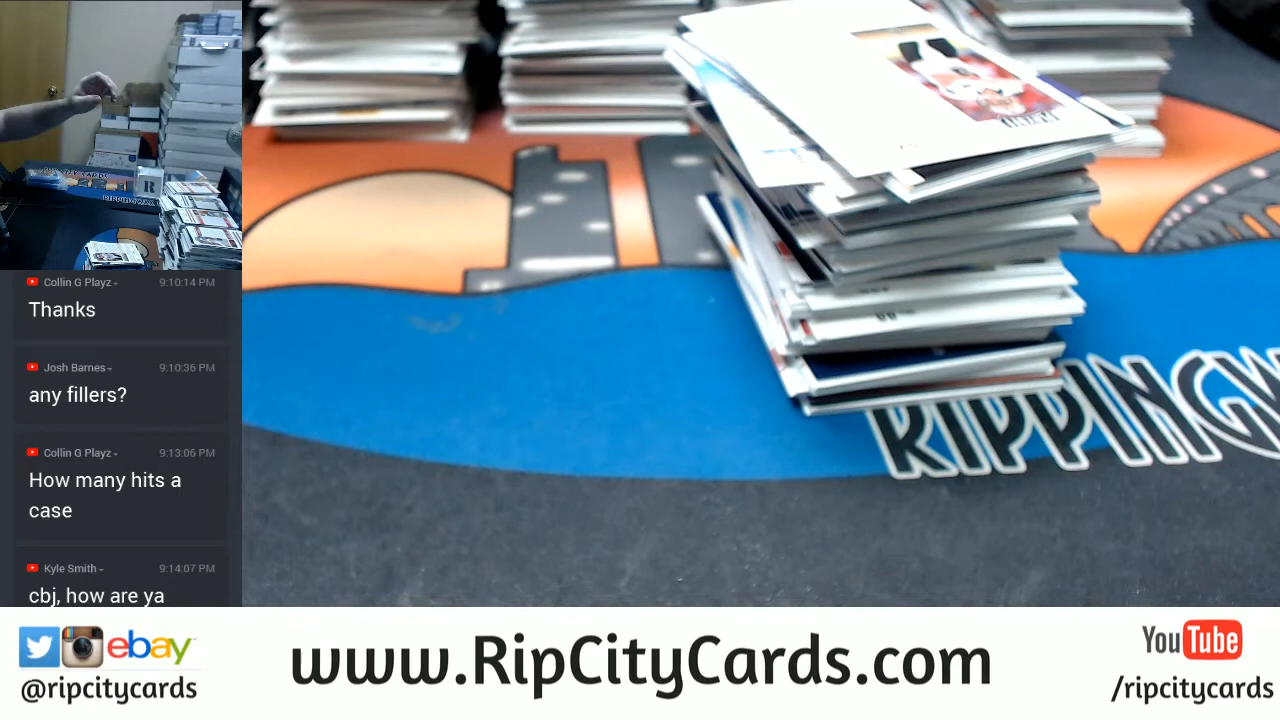 Collin G Playz 9:10:14 PM
Thanks
Josh Barnes 9:10:36 PM
any fillers?
Collin G Playz 9:13:06 PM
How many hits a
case
Kyle Smith 9:14:07 PM
cbj, how are ya
R
RIPPINGW
ebay
@ripcitycards
www.RipCityCards.com
YouTube
/ripcitycards